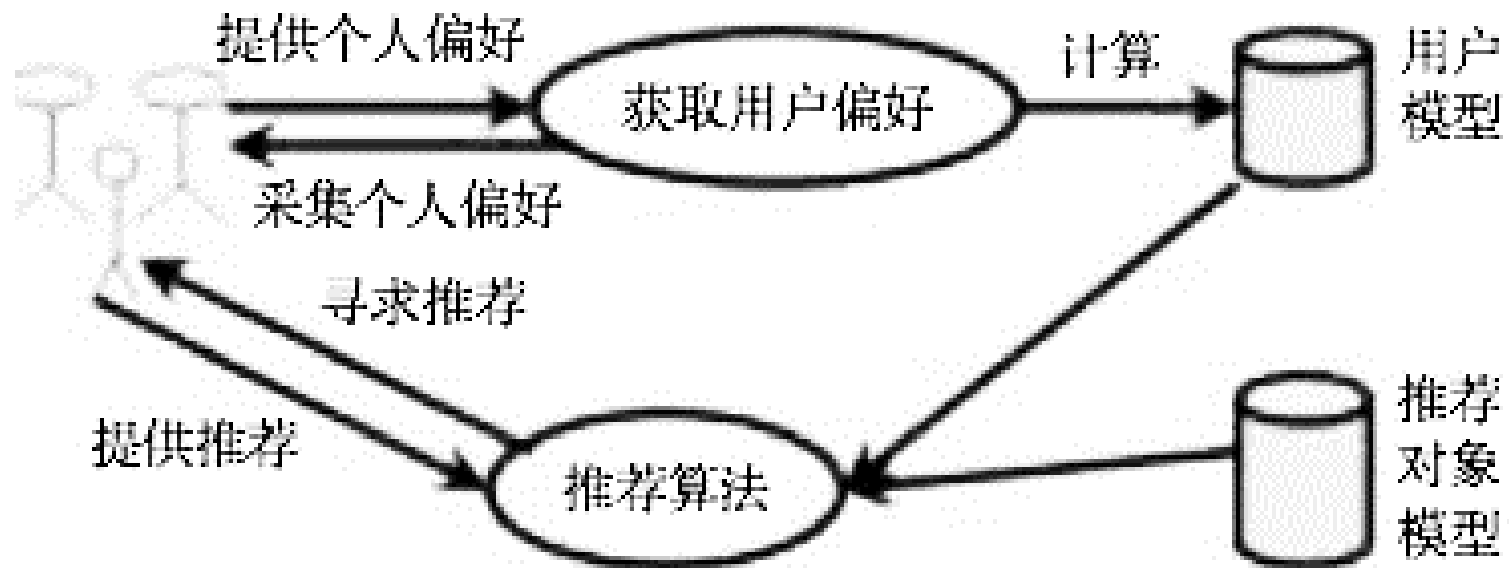 提供个人偏好
计算
用户
模型
获取用户偏好
采集个人偏好
寻求推荐
提供推荐
推荐算法
推荐
对象
模型